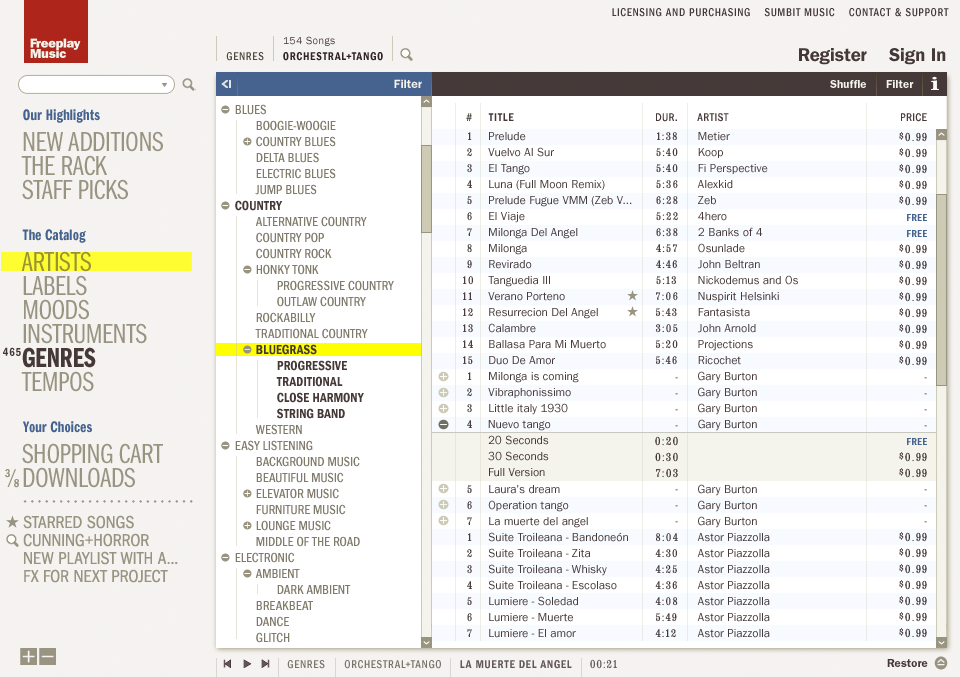 LICENSING AND PURCHASING SUMBIT MUSIC CONTACT & SUPPORT
Freeplay
Music
GENRES
154 Songs
ORCHESTRAL+TANGO
Register Sign In
Our Highlights
NEW ADDITIONS
THE RACK
STAFF PICKS
The Catalog
ARTISTS
LABELS
MOODS
INSTRUMENTS
465 GENRES
TEMPOS
Your Choices
SHOPPING CART
3/8 DOWNLOADS
★ STARRED SONGS
CUNNING+HORROR
NEW PLAYLIST WITH A...
FX FOR NEXT PROJECT
Filter
BLUES
BOOGIE-WOOGIE
COUNTRY BLUES
DELTA BLUES
ELECTRIC BLUES
JUMP BLUES
COUNTRY
ALTERNATIVE COUNTRY
COUNTRY POP
COUNTRY ROCK
HONKY TONK
PROGRESSIVE COUNTRY
OUTLAW COUNTRY
ROCKABILLY
TRADITIONAL COUNTRY
BLUEGRASS
PROGRESSIVE
TRADITIONAL
CLOSE HARMONY
STRING BAND
WESTERN
EASY LISTENING
BACKGROUND MUSIC
BEAUTIFUL MUSIC
ELEVATOR MUSIC
FURNITURE MUSIC
LOUNGE MUSIC
MIDDLE OF THE ROAD
ELECTRONIC
AMBIENT
DARK AMBIENT
BREAKBEAT
DANCE
GLITCH
Shuffle Filter i
# TITLE DUR. ARTIST PRICE
1 Prelude 1:38 Metier $0.99
2 Vuelvo Al Sur 5:40 Koop $0.99
3 El Tango 5:40 Fi Perspective $0.99
4 Luna (Full Moon Remix) 5:36 Alexkid $0.99
5 Prelude Fugue VMM (Zeb V... 6:28 Zeb $0.99
6 El Viaje 5:22 4hero FREE
7 Milonga Del Angel 6:38 2 Banks of 4 FREE
8 Milonga 4:57 Osunlade $0.99
9 Revirado 4:46 John Beltran $0.99
10 Tanguedia III 5:13 Nickodemus and Os $0.99
11 Verano Porteno ★ 7:06 Nuspirit Helsinki $0.99
12 Resurrecion Del Angel ★ 5:43 Fantasista $0.99
13 Calambre 3:05 John Arnold $0.99
14 Ballasa Para Mi Muerto 5:20 Projections $0.99
15 Duo De Amor 5:46 Ricochet $0.99
1 Milonga is coming - Gary Burton -
2 Vibraphonissimo - Gary Burton -
3 Little italy 1930 - Gary Burton -
4 Nuevo tango - Gary Burton -
20 Seconds 0:20 FREE
30 Seconds 0:30 $0.99
Full Version 7:03 $0.99
5 Laura's dream - Gary Burton -
6 Operation tango - Gary Burton -
7 La muerte del angel - Gary Burton -
1 Suite Troileana - Bandoneón 8:04 Astor Piazzolla $0.99
2 Suite Troileana - Zita 4:30 Astor Piazzolla $0.99
3 Suite Troileana - Whisky 4:25 Astor Piazzolla $0.99
4 Suite Troileana - Escolaso 4:36 Astor Piazzolla $0.99
5 Lumiere - Soledad 4:08 Astor Piazzolla $0.99
6 Lumiere - Muerte 5:49 Astor Piazzolla $0.99
7 Lumiere - El amor 4:12 Astor Piazzolla $0.99
GENRES ORCHESTRAL+TANGO LA MUERTE DEL ANGEL 00:21
Restore